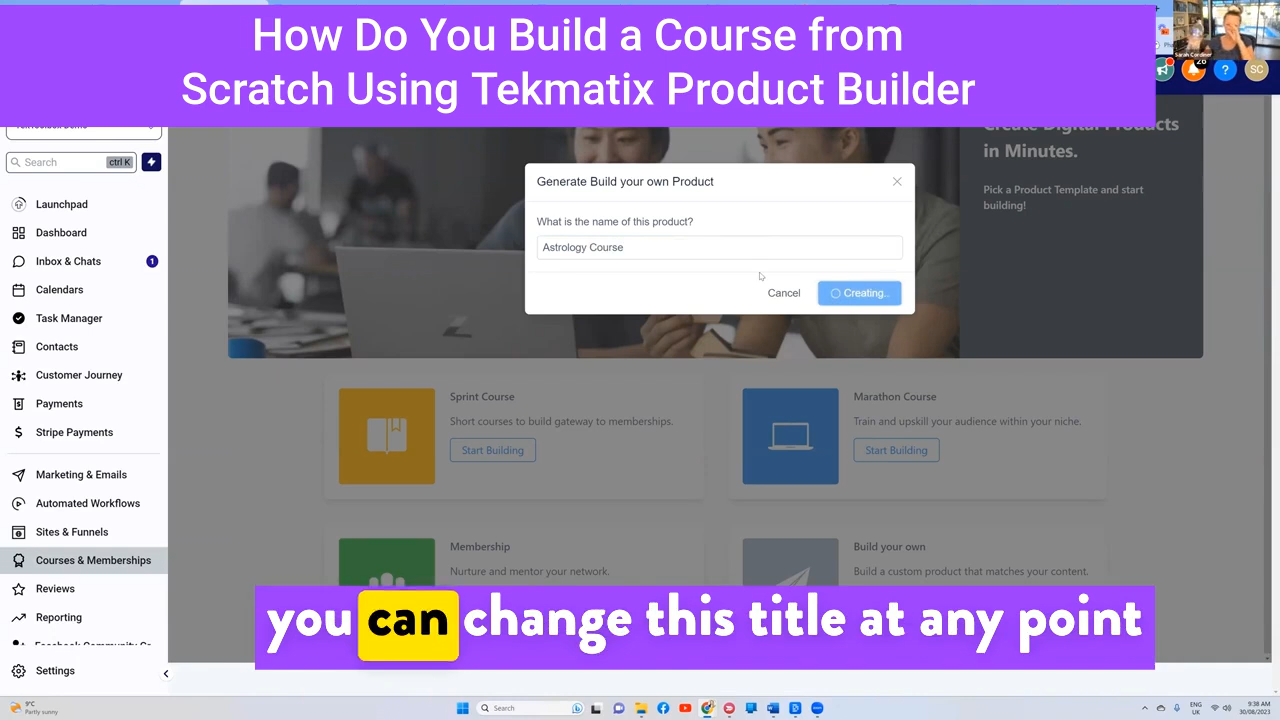 How Do You Build a Course from
Scratch Using Tekmatix Product Builder
Sarah Cordiner
26
SC
Search
ctrl K
Launchpad
Dashboard
Inbox & Chats
1
Calendars
Task Manager
Contacts
Customer Journey
Payments
Stripe Payments
Marketing & Emails
Automated Workflows
Sites & Funnels
Courses & Memberships
Reviews
Reporting
Settings
Create Digital Products
in Minutes.
Pick a Product Template and start
building!
Generate Build your own Product
What is the name of this product?
Astrology Course
Cancel
Creating..
Sprint Course
Short courses to build gateway to memberships.
Start Building
Marathon Course
Train and upskill your audience within your niche.
Start Building
Membership
Nurture and mentor your network.
Build your own
Build a custom product that matches your content.
you can change this title at any point
9°C
Partly sunny
Search
ENG
UK
9:38 AM
30/08/2023